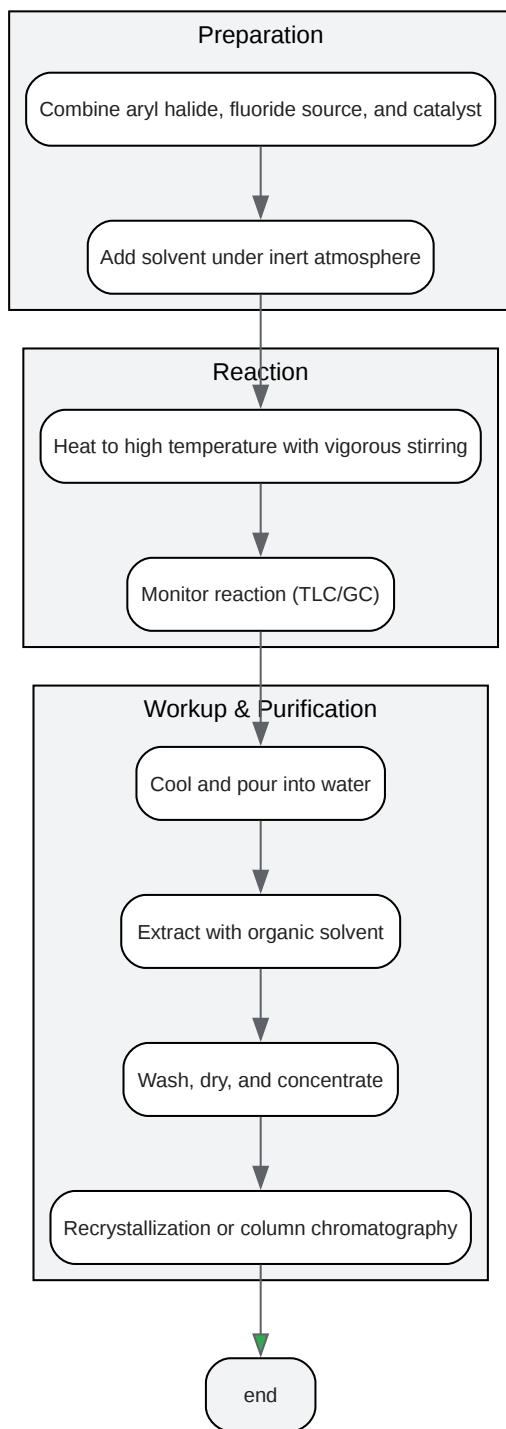 Preparation
Combine aryl halide, fluoride source, and catalyst
Add solvent under inert atmosphere
Reaction
Heat to high temperature with vigorous stirring
Monitor reaction (TLC/GC)
Workup & Purification
Cool and pour into water
Extract with organic solvent
Wash, dry, and concentrate
Recrystallization or column chromatography
end